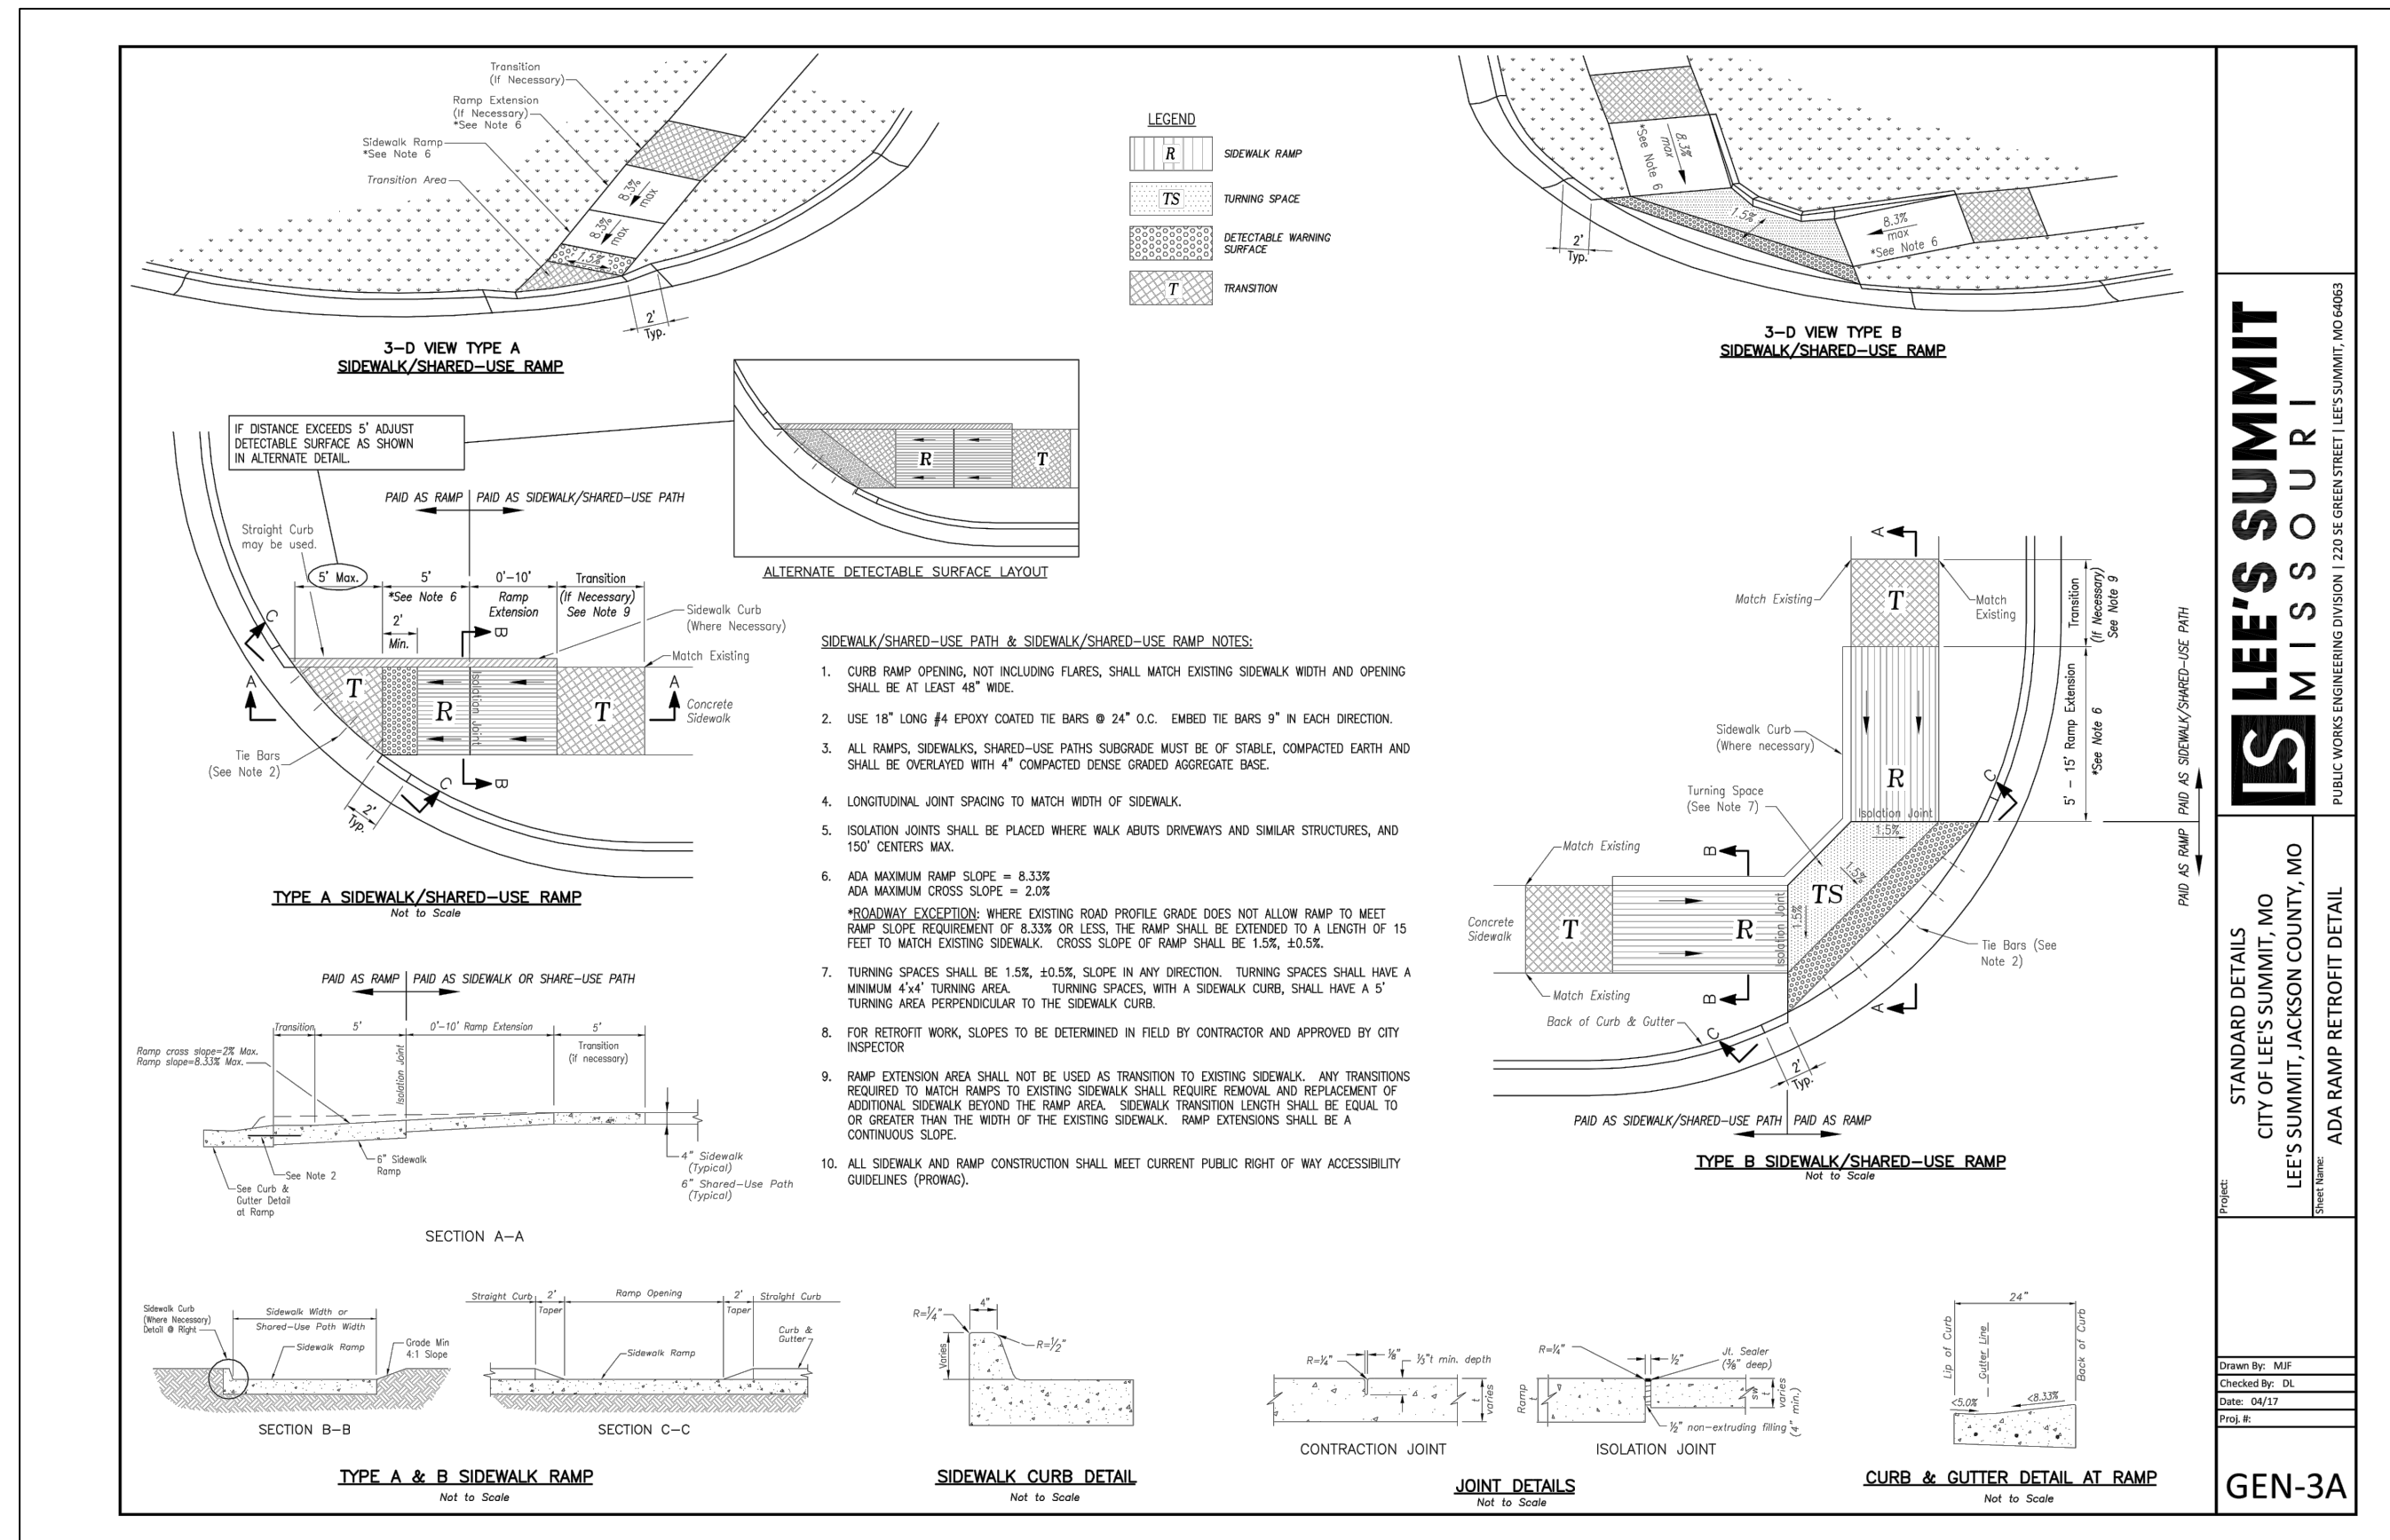 Transition
(If Necessary)
Ramp Extension
(If Necessary)
*See Note 6
Sidewalk Ramp
*See Note 6
Transition Area
8.3%
max
8.3%
max
1.5%
2'
Typ.
3-D VIEW TYPE A
SIDEWALK/SHARED-USE RAMP
LEGEND
R SIDEWALK RAMP
TS TURNING SPACE
DETECTABLE WARNING
SURFACE
T TRANSITION
*See Note 6
8.3%
max
1.5%
8.3%
max
*See Note 6
2'
Typ.
3-D VIEW TYPE B
SIDEWALK/SHARED-USE RAMP
IF DISTANCE EXCEEDS 5' ADJUST
DETECTABLE SURFACE AS SHOWN
IN ALTERNATE DETAIL.
R
T
ALTERNATE DETECTABLE SURFACE LAYOUT
PAID AS RAMP PAID AS SIDEWALK/SHARED-USE PATH
Straight Curb
may be used.
5' Max.
5'
*See Note 6
2'
Min.
0'-10'
Ramp
Extension
Transition
(If Necessary)
See Note 9
Sidewalk Curb
(Where Necessary)
Match Existing
B
C
A
T
R
Isolation Joint
T
A
Concrete
Sidewalk
Tie Bars
(See Note 2)
B
C
2'
Typ.
TYPE A SIDEWALK/SHARED-USE RAMP
Not to Scale
SIDEWALK/SHARED-USE PATH & SIDEWALK/SHARED-USE RAMP NOTES:
1. CURB RAMP OPENING, NOT INCLUDING FLARES, SHALL MATCH EXISTING SIDEWALK WIDTH AND OPENING
SHALL BE AT LEAST 48" WIDE.
2. USE 18" LONG #4 EPOXY COATED TIE BARS @ 24" O.C. EMBED TIE BARS 9" IN EACH DIRECTION.
3. ALL RAMPS, SIDEWALKS, SHARED-USE PATHS SUBGRADE MUST BE OF STABLE, COMPACTED EARTH AND
SHALL BE OVERLAYED WITH 4" COMPACTED DENSE GRADED AGGREGATE BASE.
4. LONGITUDINAL JOINT SPACING TO MATCH WIDTH OF SIDEWALK.
5. ISOLATION JOINTS SHALL BE PLACED WHERE WALK ABUTS DRIVEWAYS AND SIMILAR STRUCTURES, AND
150' CENTERS MAX.
6. ADA MAXIMUM RAMP SLOPE = 8.33%
ADA MAXIMUM CROSS SLOPE = 2.0%
*ROADWAY EXCEPTION: WHERE EXISTING ROAD PROFILE GRADE DOES NOT ALLOW RAMP TO MEET
RAMP SLOPE REQUIREMENT OF 8.33% OR LESS, THE RAMP SHALL BE EXTENDED TO A LENGTH OF 15
FEET TO MATCH EXISTING SIDEWALK. CROSS SLOPE OF RAMP SHALL BE 1.5%, ±0.5%.
7. TURNING SPACES SHALL BE 1.5%, ±0.5%, SLOPE IN ANY DIRECTION. TURNING SPACES SHALL HAVE A
MINIMUM 4'x4' TURNING AREA. TURNING SPACES, WITH A SIDEWALK CURB, SHALL HAVE A 5'
TURNING AREA PERPENDICULAR TO THE SIDEWALK CURB.
8. FOR RETROFIT WORK, SLOPES TO BE DETERMINED IN FIELD BY CONTRACTOR AND APPROVED BY CITY
INSPECTOR
9. RAMP EXTENSION AREA SHALL NOT BE USED AS TRANSITION TO EXISTING SIDEWALK. ANY TRANSITIONS
REQUIRED TO MATCH RAMPS TO EXISTING SIDEWALK SHALL REQUIRE REMOVAL AND REPLACEMENT OF
ADDITIONAL SIDEWALK BEYOND THE RAMP AREA. SIDEWALK TRANSITION LENGTH SHALL BE EQUAL TO
OR GREATER THAN THE WIDTH OF THE EXISTING SIDEWALK. RAMP EXTENSIONS SHALL BE A
CONTINUOUS SLOPE.
10. ALL SIDEWALK AND RAMP CONSTRUCTION SHALL MEET CURRENT PUBLIC RIGHT OF WAY ACCESSIBILITY
GUIDELINES (PROWAG).
A
Match Existing
T
Match
Existing
Transition
(If Necessary)
See Note 9
Sidewalk Curb
(Where necessary)
R
5' - 15' Ramp Extension
*See Note 6
PAID AS SIDEWALK/SHARED-USE PATH
PAID AS RAMP
Turning Space
(See Note 7)
Isolation Joint
C
1.5%
Match Existing
B
1.5%
TS
Concrete
Sidewalk
T
R
Isolation Joint
1.5%
Tie Bars (See
Note 2)
Match Existing
B
A
Back of Curb & Gutter
C
2'
Typ.
PAID AS SIDEWALK/SHARED-USE PATH PAID AS RAMP
TYPE B SIDEWALK/SHARED-USE RAMP
Not to Scale
PAID AS RAMP PAID AS SIDEWALK OR SHARE-USE PATH
Transition 5' 0'-10' Ramp Extension 5'
Transition
(if necessary)
Ramp cross slope=2% Max.
Ramp slope=8.33% Max.
Isolation Joint
6" Sidewalk
Ramp
See Note 2
See Curb &
Gutter Detail
at Ramp
4" Sidewalk
(Typical)
6" Shared-Use Path
(Typical)
SECTION A-A
Sidewalk Curb
(Where Necessary)
Detail @ Right
Sidewalk Width or
Shared-Use Path Width
Sidewalk Ramp
Grade Min
4:1 Slope
SECTION B-B
Straight Curb 2' Ramp Opening 2' Straight Curb
Taper Taper
Curb &
Gutter
Sidewalk Ramp
SECTION C-C
TYPE A & B SIDEWALK RAMP
Not to Scale
4"
R=1/4"
R=1/2"
Varies
SIDEWALK CURB DETAIL
Not to Scale
R=1/4"
1/8"
1/3"t min. depth
t
varies
CONTRACTION JOINT
R=1/4"
1/2"
Jt. Sealer
(3/8" deep)
Ramp
t
sw
t
varies
(4" min.)
1/2" non-extruding filling
ISOLATION JOINT
JOINT DETAILS
Not to Scale
24"
Lip of Curb
Gutter Line
Back of Curb
<5.0%
<8.33%
CURB & GUTTER DETAIL AT RAMP
Not to Scale
LS LEE'S SUMMIT
MISSOURI
PUBLIC WORKS ENGINEERING DIVISION | 220 SE GREEN STREET | LEE'S SUMMIT, MO 64063
Project:
STANDARD DETAILS
CITY OF LEE'S SUMMIT, MO
LEE'S SUMMIT, JACKSON COUNTY, MO
Sheet Name:
ADA RAMP RETROFIT DETAIL
Drawn By: MJF
Checked By: DL
Date: 04/17
Proj. #:
GEN-3A